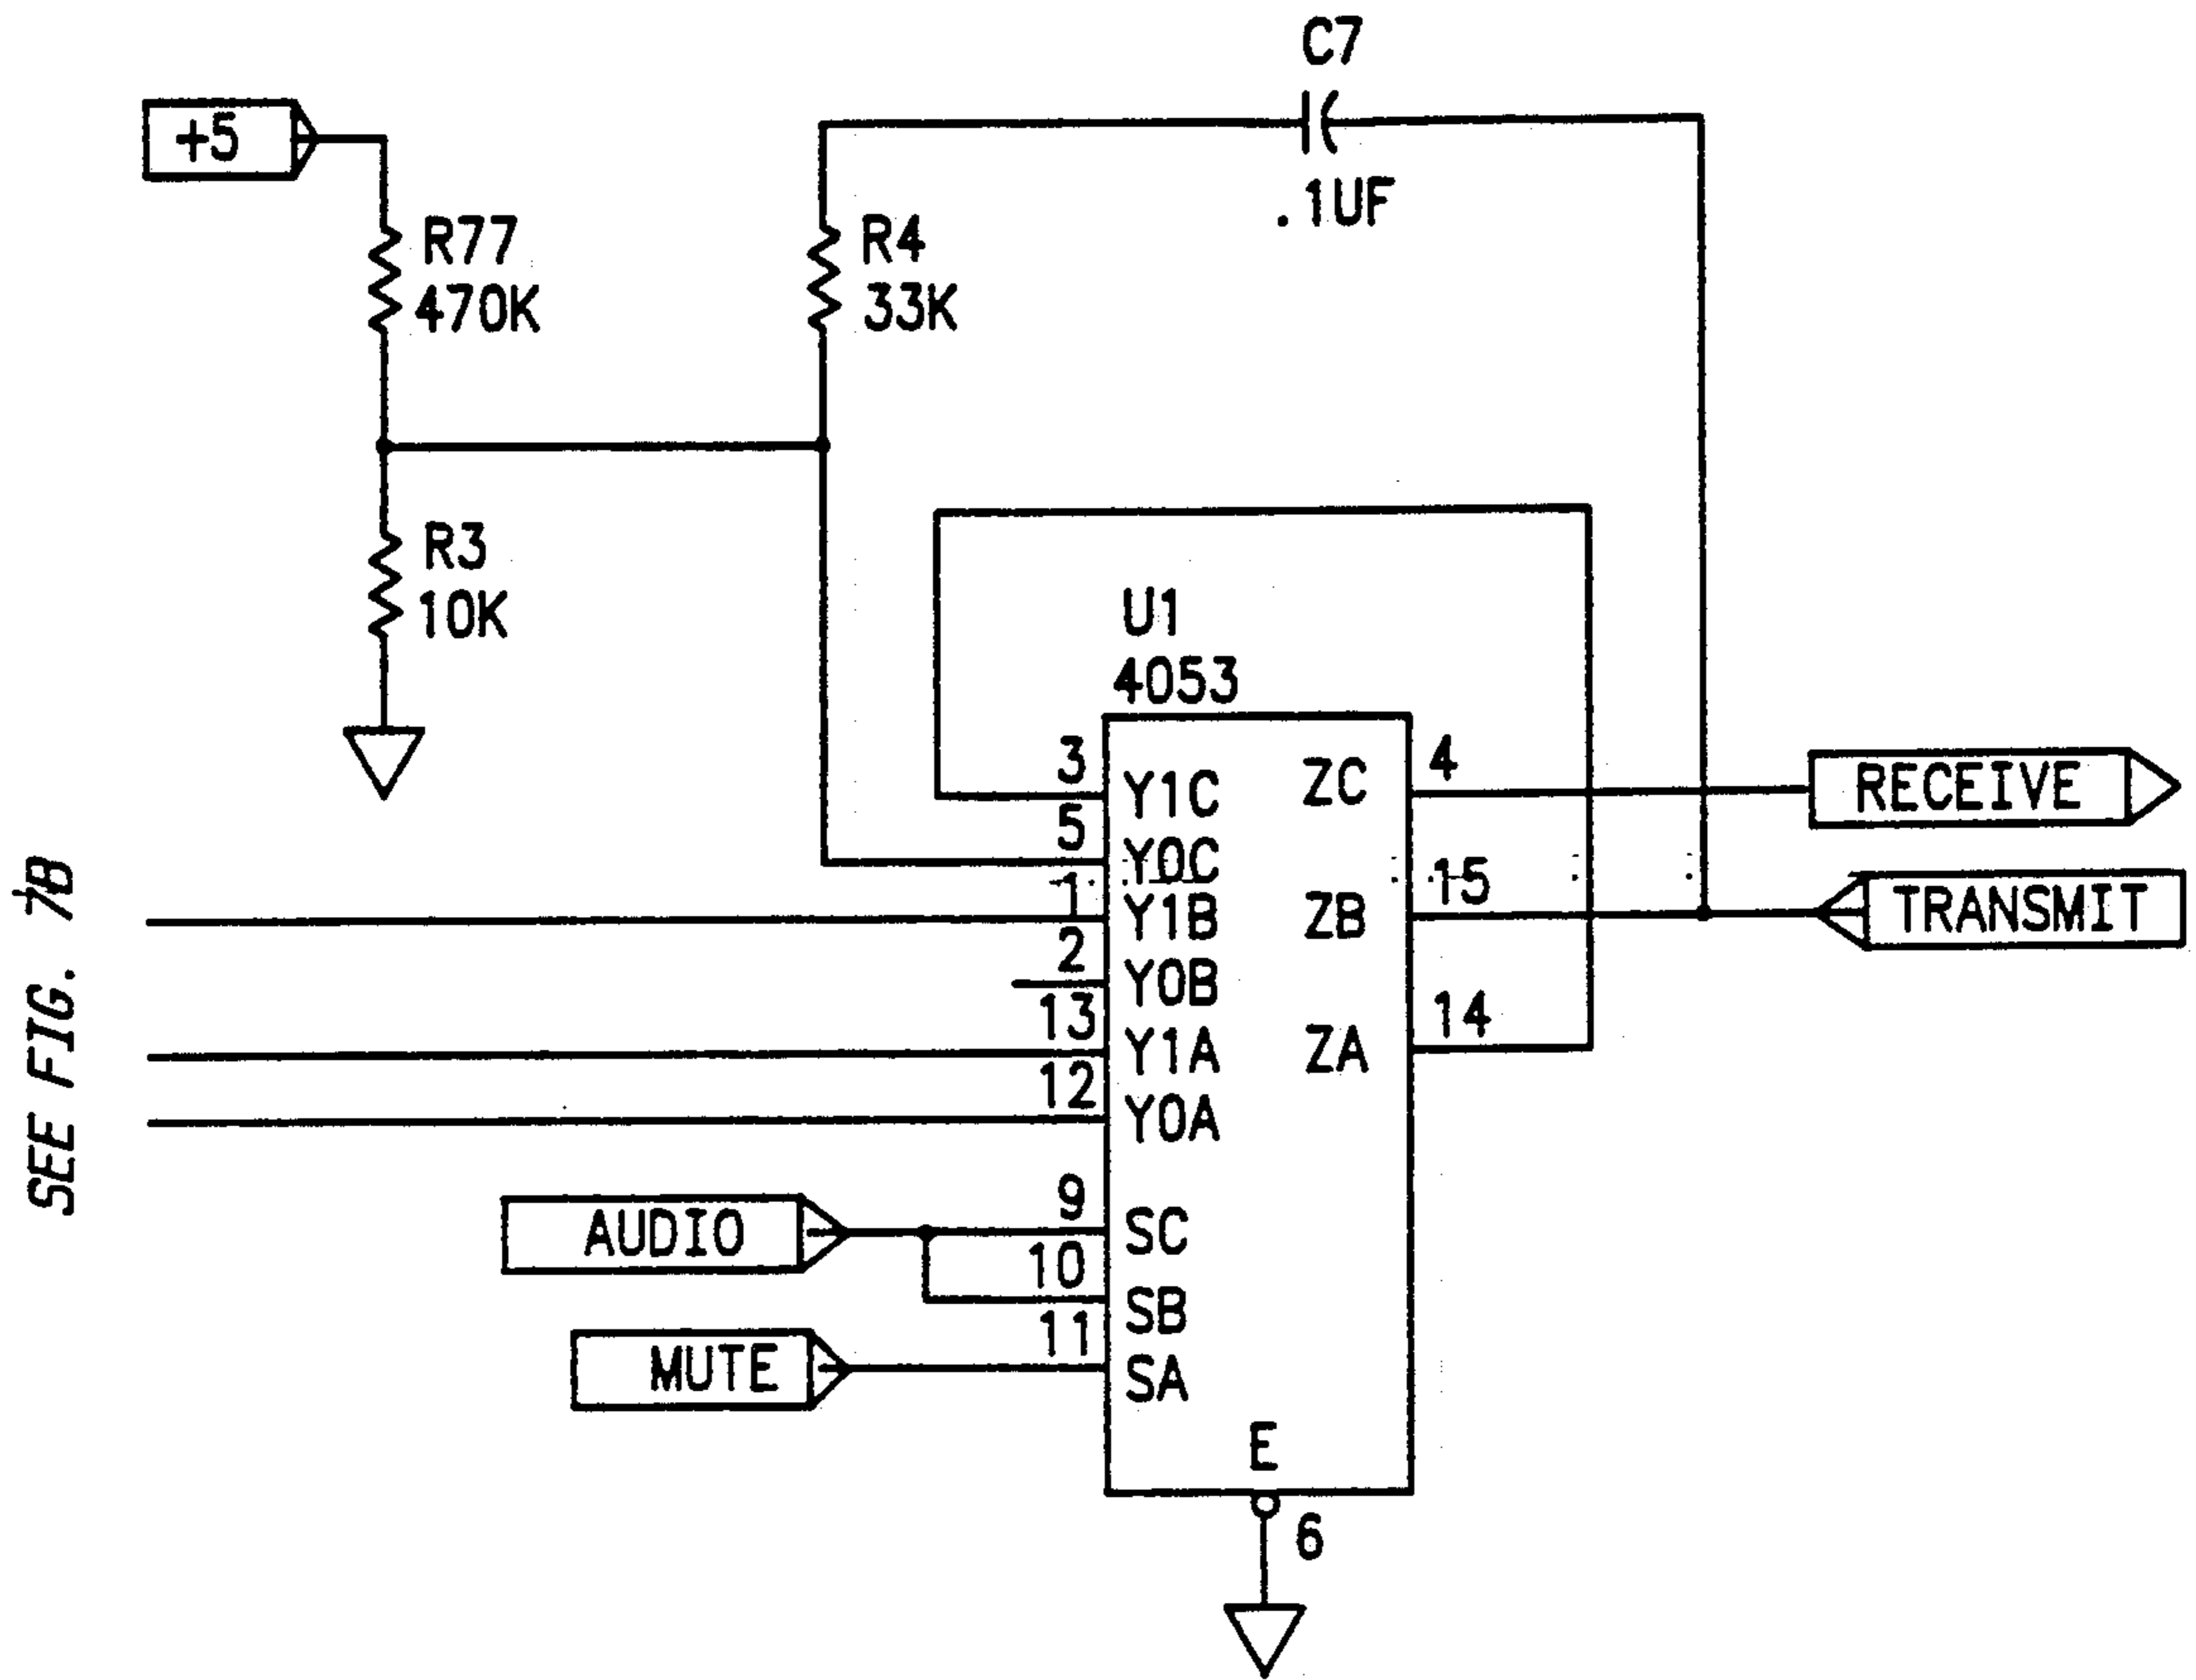 C7
.1UF
+5
R77
470K
R4
33K
R3
10K
U1
4053
3
Y1C
ZC
4
RECEIVE
5
Y0C
1
Y1B
ZB
15
TRANSMIT
2
Y0B
13
Y1A
ZA
14
12
Y0A
SEE FIG. 7B
AUDIO
9
SC
10
SB
MUTE
11
SA
E
6